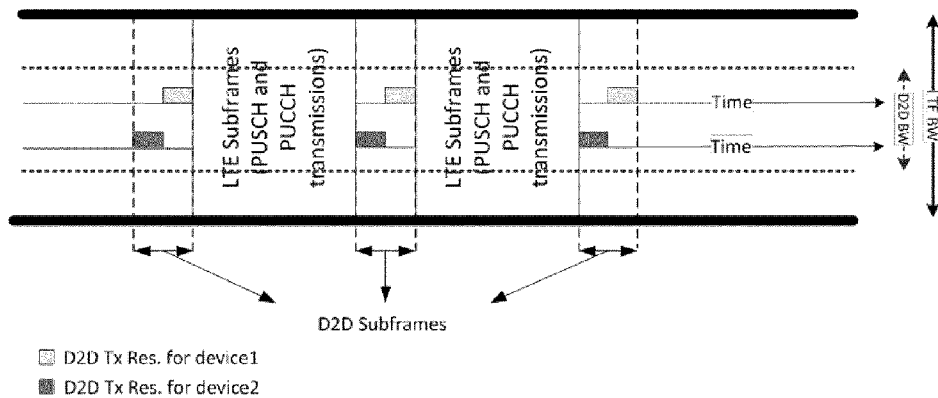 LTE Subframes
(PUSCH and
PUCCH
transmissions)
LTE Subframes
(PUSCH and
PUCCH
transmissions)
Time
Time
D2D BW
LTE BW
D2D Subframes
D2D Tx Res. for device1
D2D Tx Res. for device2